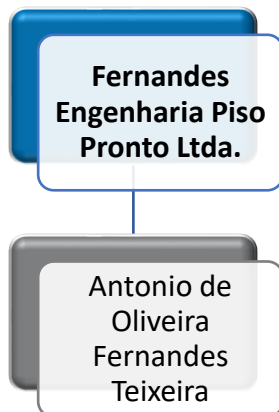 Fernandes
Engenharia Piso
Pronto Ltda.
Antonio de
Oliveira
Fernandes
Teixeira